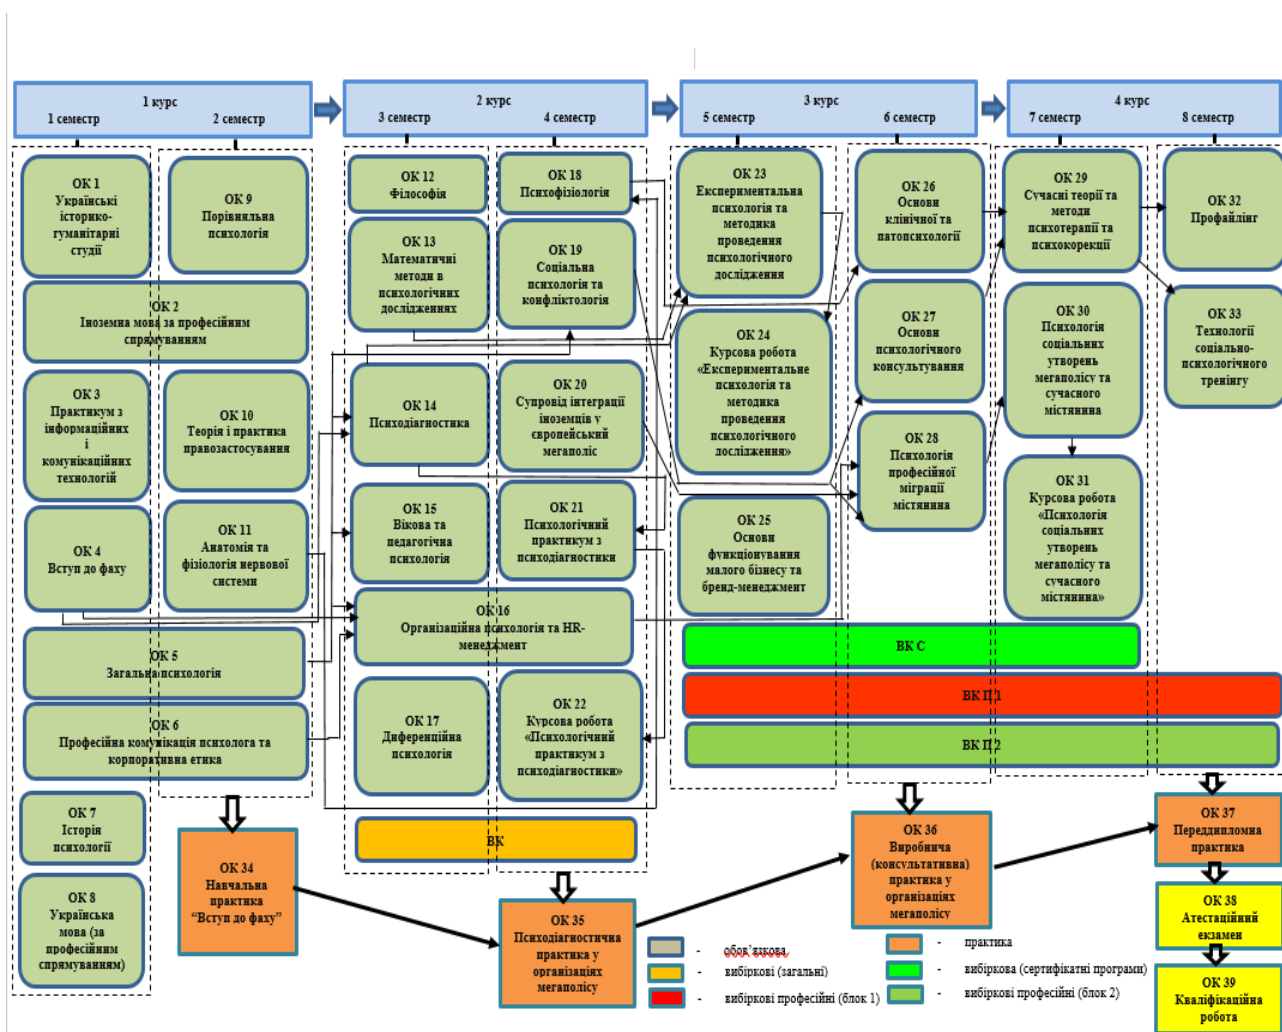 1 курс
1 семестр
2 семестр
2 курс
3 семестр
4 семестр
3 курс
5 семестр
6 семестр
4 курс
7 семестр
8 семестр
ОК 1
Українські
історико-
гуманітарні
студії
ОК 9
Порівняльна
психологія
ОК 2
Іноземна мова за професійним
спрямуванням
ОК 3
Практикум з
інформаційних
і
комунікаційних
технологій
ОК 10
Теорія і практика
правозастосування
ОК 4
Вступ до фаху
ОК 11
Анатомія та
фізіологія нервової
системи
ОК 5
Загальна психологія
ОК 6
Професійна комунікація психолога та
корпоративна етика
ОК 7
Історія
психології
ОК 8
Українська
мова (за
професійним
спрямуванням)
ОК 34
Навчальна
практика
“Вступ до фаху”
ОК 12
Філософія
ОК 13
Математичні
методи в
психологічних
дослідженнях
ОК 14
Психодіагностика
ОК 15
Вікова та
педагогічна
психологія
ОК 16
Організаційна психологія та HR-
менеджмент
ОК 17
Диференційна
психологія
ОК 18
Психофізіологія
ОК 19
Соціальна
психологія та
конфліктологія
ОК 20
Супровід інтеграції
іноземців у
європейський
мегаполіс
ОК 21
Психологічний
практикум з
психодіагностики
ОК 22
Курсова робота
«Психологічний
практикум з
психодіагностики»
ВК
ОК 35
Психодіагностична
практика у
організаціях
мегаполісу
ОК 23
Експериментальна
психологія та
методика
проведення
психологічного
дослідження
ОК 24
Курсова робота
«Експериментальне
психологія та
методика
проведення
психологічного
дослідження»
ОК 25
Основи
функціонування
малого бізнесу та
бренд-менеджмент
ОК 26
Основи
клінічної та
патопсихології
ОК 27
Основи
психологічного
консультування
ОК 28
Психологія
професійної
міграції
містянина
ВК С
ВК П 1
ВК П 2
ОК 36
Виробнича
(консультативна)
практика у
організаціях
мегаполісу
ОК 29
Сучасні теорії та
методи
психотерапії та
психокорекції
ОК 30
Психологія
соціальних
утворень
мегаполісу та
сучасного
містянина
ОК 31
Курсова робота
«Психологія
соціальних
утворень
мегаполісу та
сучасного
містянина»
ОК 32
Профайлінг
ОК 33
Технології
соціально-
психологічного
тренінгу
ОК 37
Переддипломна
практика
ОК 38
Атестаційний
екзамен
ОК 39
Кваліфікаційна
робота
- обов’язкова
- вибіркові (загальні)
- вибіркові професійні (блок 1)
- практика
- вибіркова (сертифікатні програми)
- вибіркові професійні (блок 2)